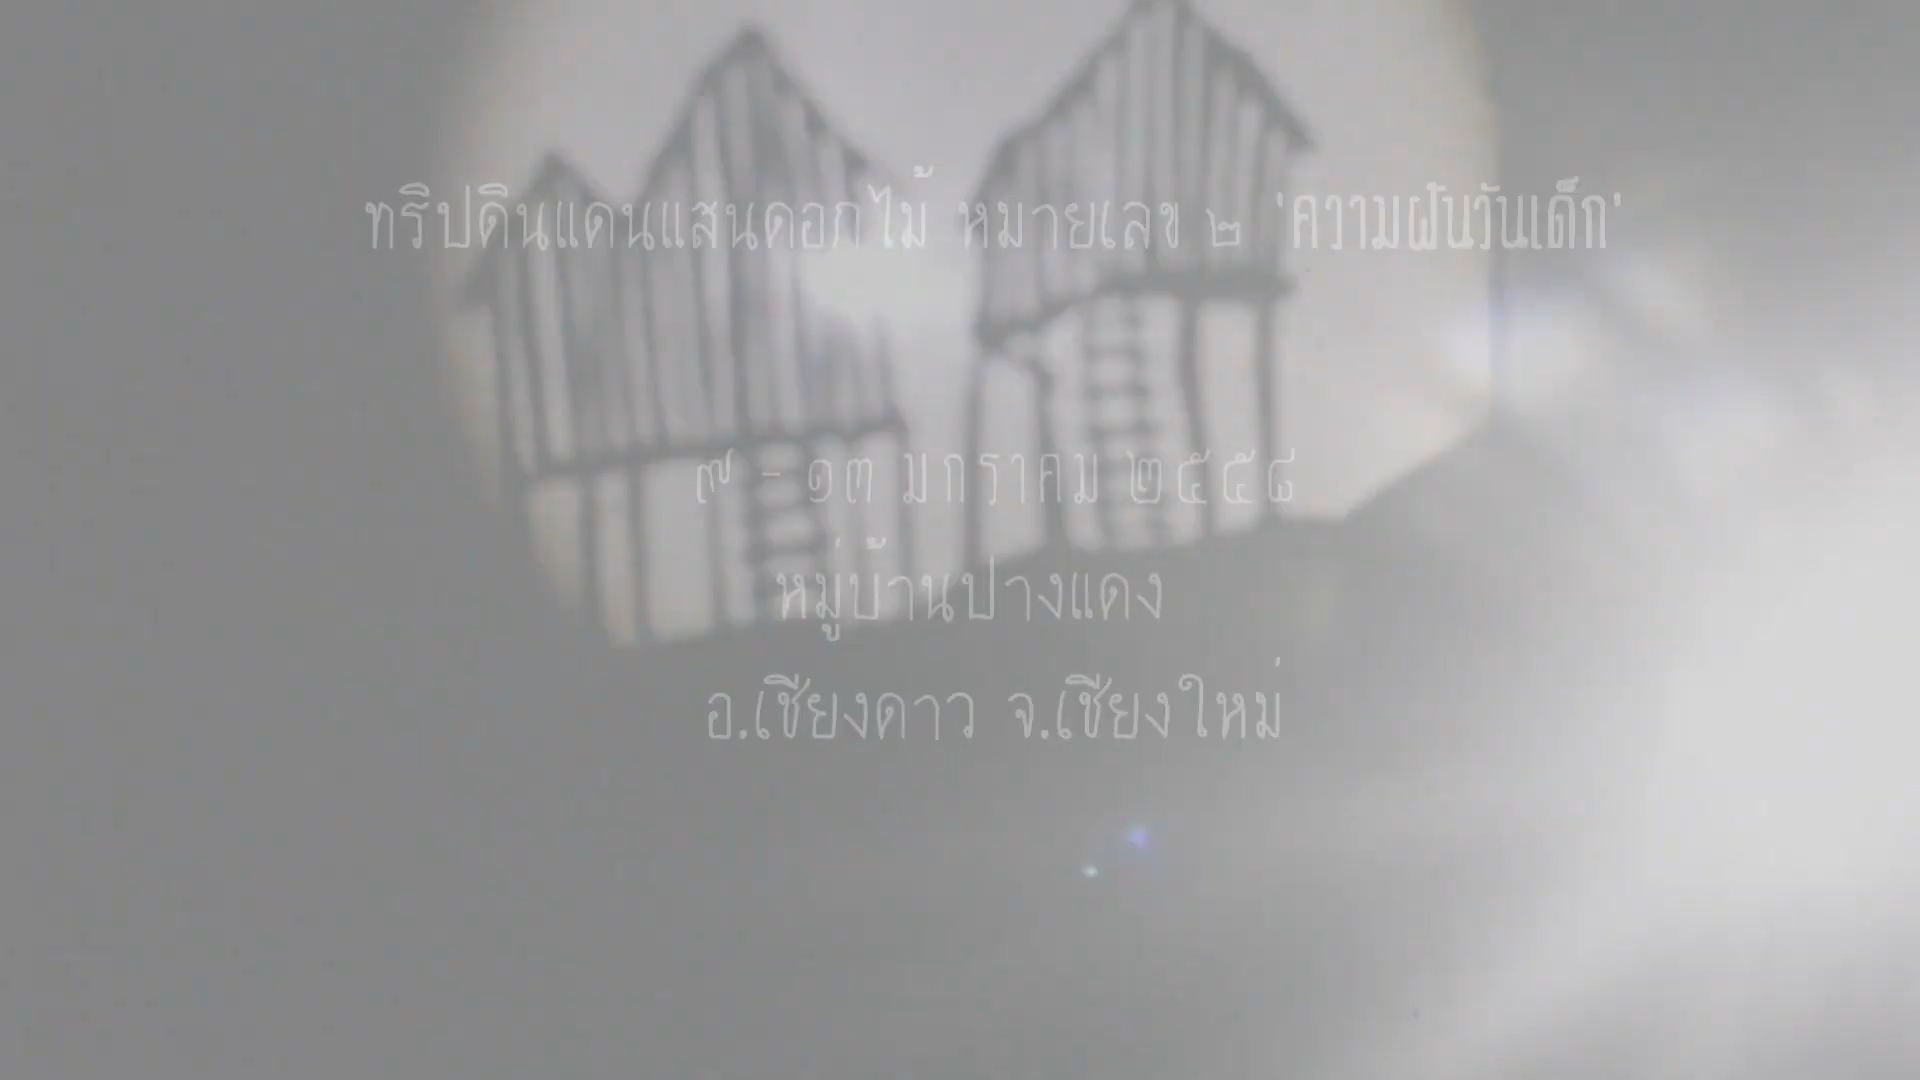 ทริปดินแดนแสนดอกไม้ หมายเลข ๒ 'ความฝันวันเด็ก'
๗ - ๑๓ มกราคม ๒๕๕๘
หมู่บ้านปางแดง
อ.เชียงดาว จ.เชียงใหม่